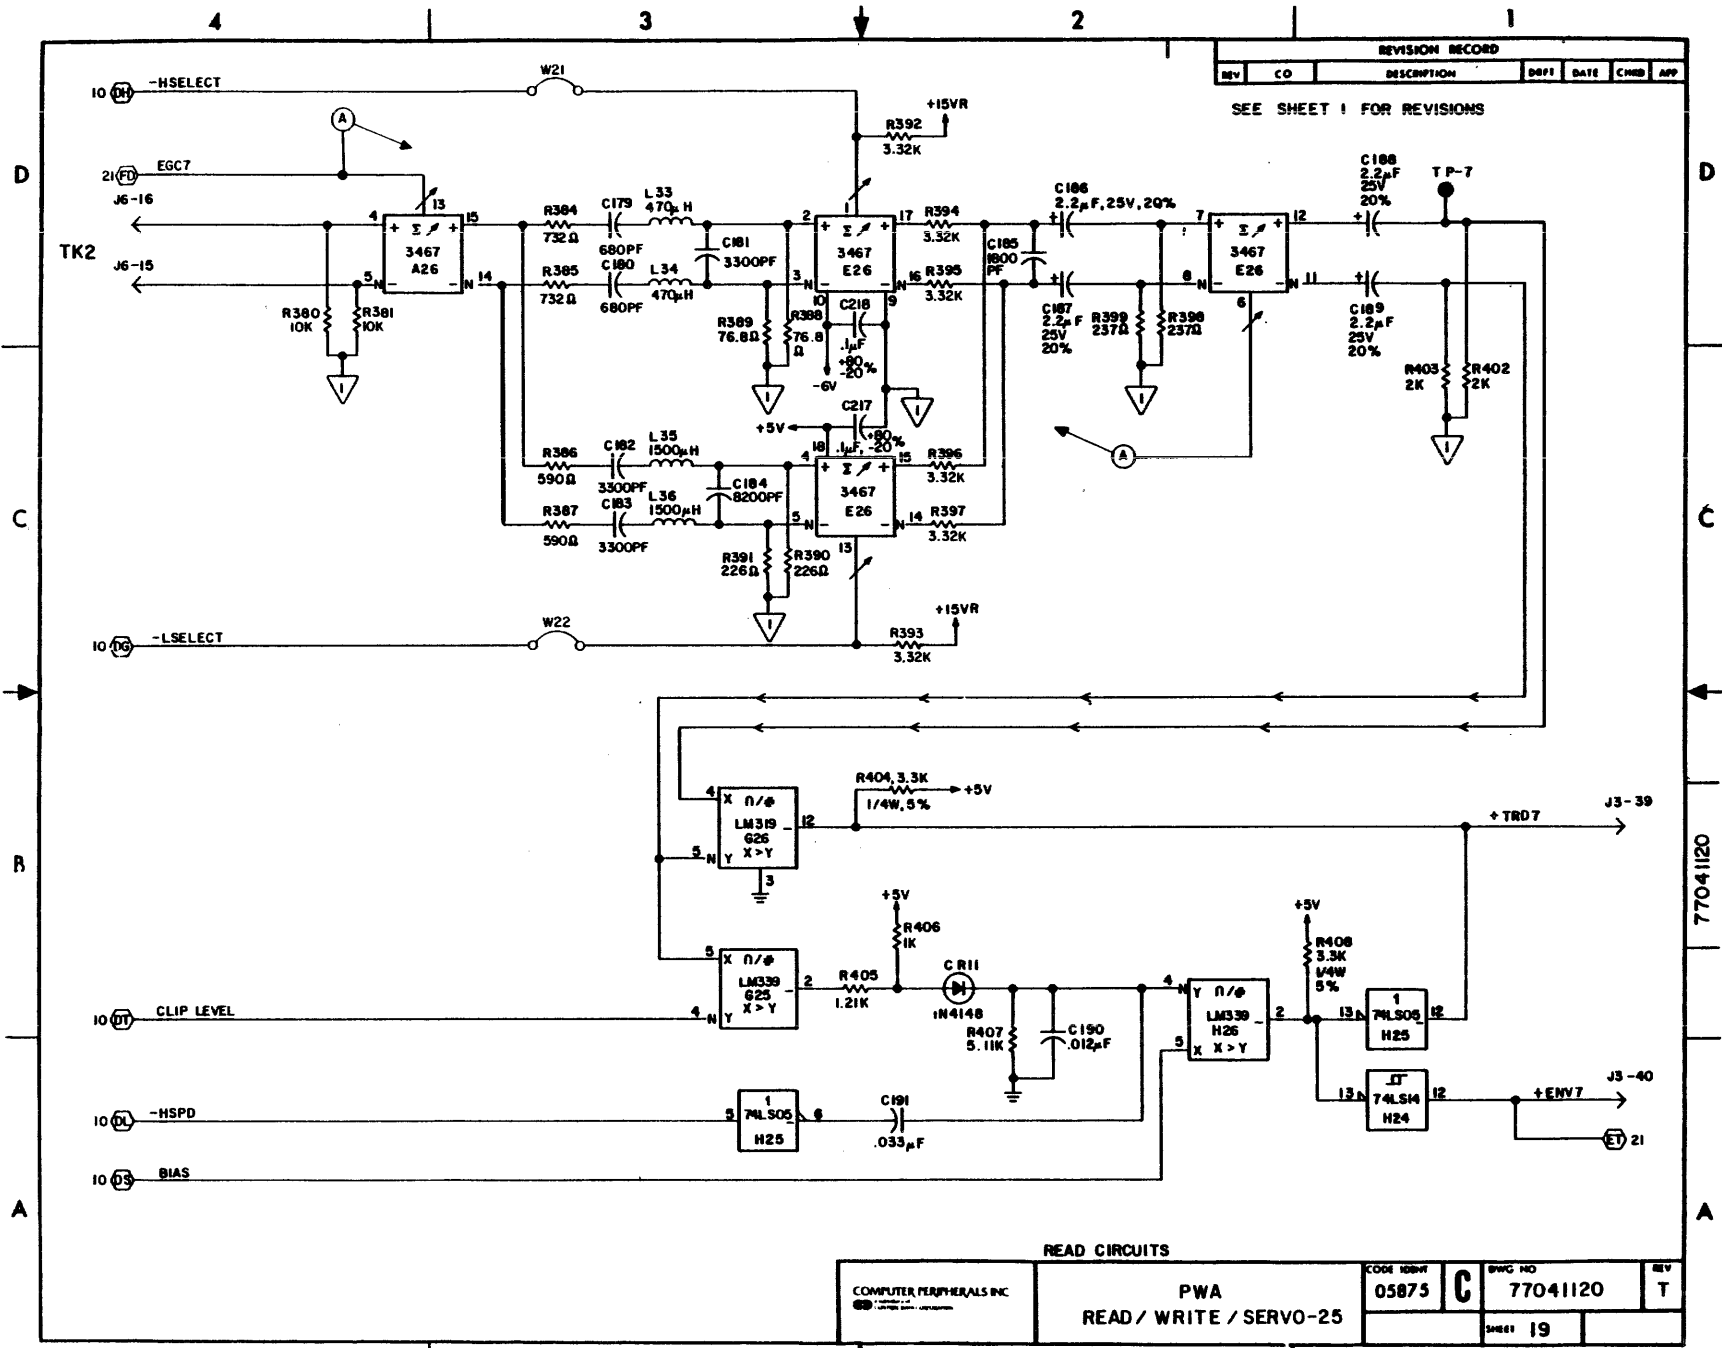 4 3 2 1
REVISION RECORD
REV CO DESCRIPTION DRFT DATE CHKD APP
SEE SHEET 1 FOR REVISIONS
10 DH -HSELECT
W21
R392
3.32K
+15VR
A
D
D
21 FD EGC7
J6-16
TK2
J6-15
4 + Σ + 15
13
3467
A26
5 N - - N 14
R380
10K
R381
10K
1
R384
732Ω
C179
680PF
L33
470μH
R385
732Ω
C180
680PF
L34
470μH
C181
3300PF
R389
76.8Ω
R388
76.8
Ω
1
2 + Σ + 17
1
3467
E26
3 N - - N 16
10 9
C218
.1μF
+80%
-20%
-6V
1
C217
+80%
.1μF, -20%
+5V
18
R394
3.32K
R395
3.32K
C185
1800
PF
C186
2.2μF, 25V, 20%
C187
2.2μF
25V
20%
R399
237Ω
R398
237Ω
1
7 + Σ + 12
3467
E26
8 N - - N 11
6
C188
2.2μF
25V
20%
TP-7
C189
2.2μF
25V
20%
R403
2K
R402
2K
1
A
R386
590Ω
C182
3300PF
L35
1500μH
R387
590Ω
C183
3300PF
L36
1500μH
C184
8200PF
R391
226Ω
R390
226Ω
1
4 + Σ + 15
3467
E26
5 N - - N 14
13
R396
3.32K
R397
3.32K
C
C
10 DG -LSELECT
W22
R393
3.32K
+15VR
4 X
LM319
G26
X>Y
5 N Y
- 12
3
R404, 3.3K
1/4W, 5%
+5V
+TRD7
J3-39
B
B
77041120
5 X
LM339
G25
X>Y
4 N Y
- 2
10 DT CLIP LEVEL
R405
1.21K
+5V
R406
1K
CR11
1N4148
R407
5.11K
C190
.012μF
4 N Y
LM339
H26
5 X X>Y
- 2
+5V
R408
3.3K
1/4W
5%
13 1 12
74LS05
H25
13 12
74LS14
H24
+ENV7
J3-40
ET 21
10 DL -HSPD
5 1 6
74LS05
H25
C191
.033μF
10 DS BIAS
A
A
READ CIRCUITS
COMPUTER PERIPHERALS INC
PWA
READ/WRITE/SERVO-25
CODE IDENT
05875
C
DWG NO
77041120
REV
T
SHEET 19